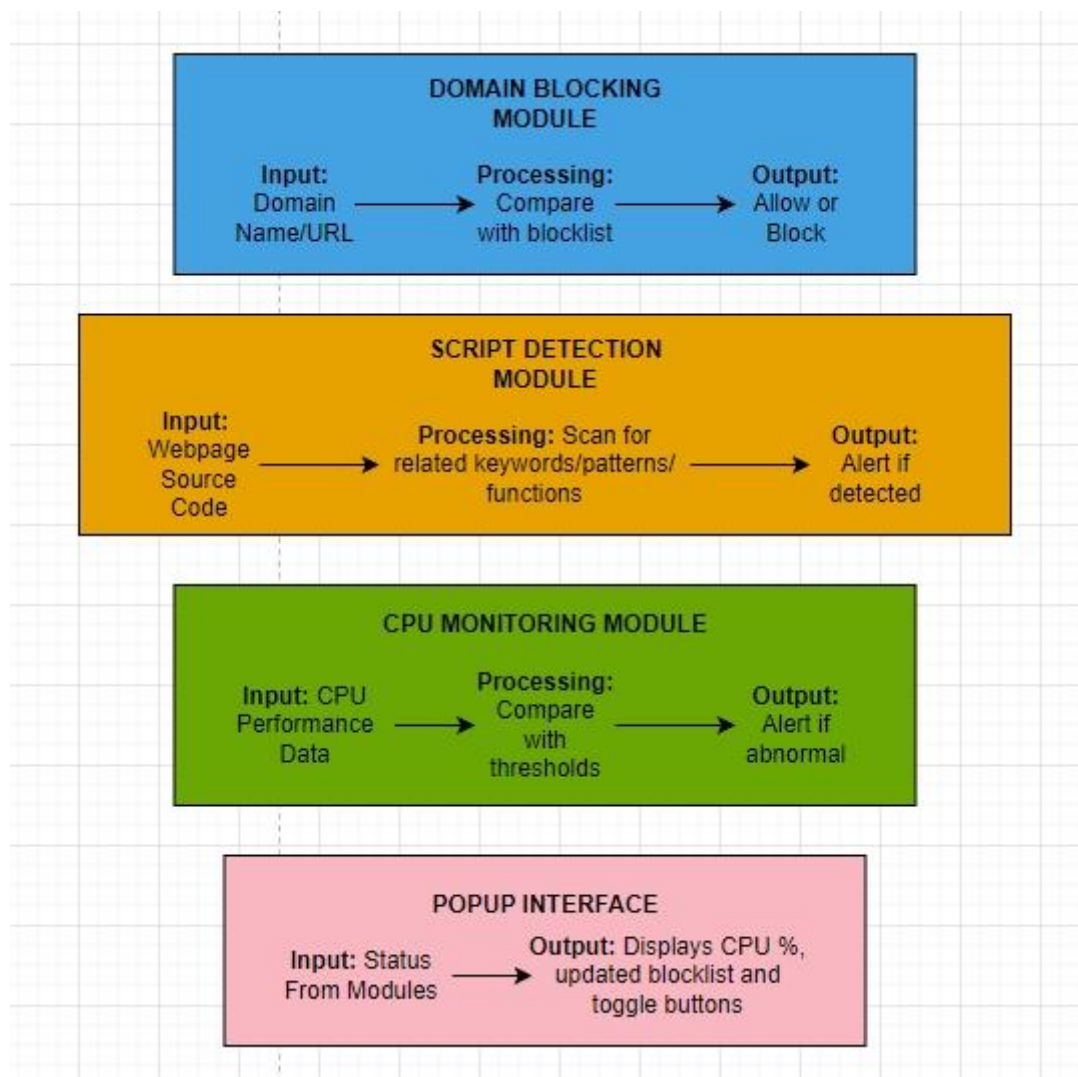 DOMAIN BLOCKING
MODULE
Input:
Domain
Name/URL
Processing:
Compare
with blocklist
Output:
Allow or
Block
SCRIPT DETECTION
MODULE
Input:
Webpage
Source
Code
Processing: Scan for
related keywords/patterns/
functions
Output:
Alert if
detected
CPU MONITORING MODULE
Input: CPU
Performance
Data
Processing:
Compare
with
thresholds
Output:
Alert if
abnormal
POPUP INTERFACE
Input: Status
From Modules
Output: Displays CPU %,
updated blocklist and
toggle buttons